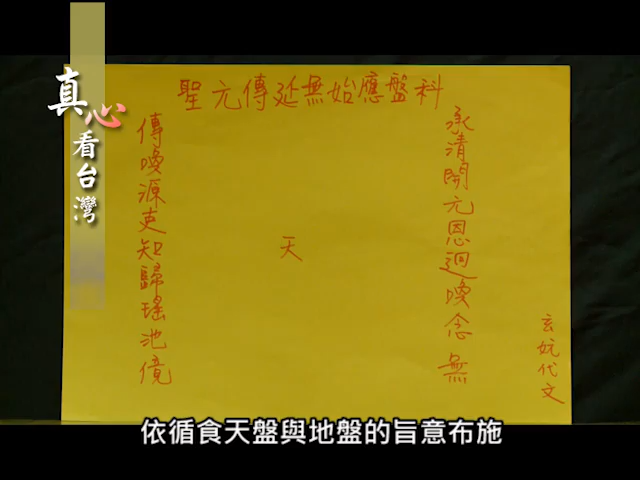 真心看台灣
聖元傳延無始應盤科
承清開元恩迴喚念無
天
傳喚源吏知歸瑤池境
玄妧代文
依循食天盤與地盤的旨意布施